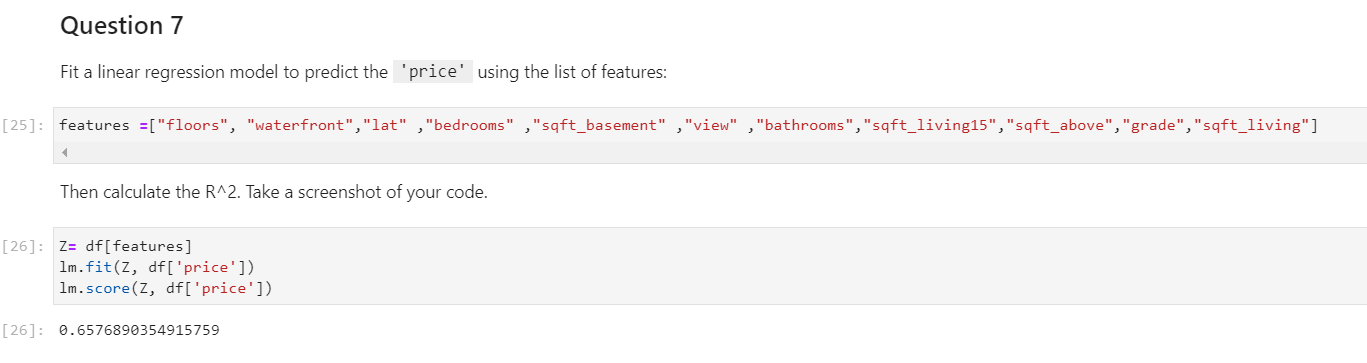 Question 7
Fit a linear regression model to predict the 'price' using the list of features:
[25]: features =["floors", "waterfront","lat" ,"bedrooms" ,"sqft_basement" ,"view" ,"bathrooms","sqft_living15","sqft_above","grade","sqft_living"]
Then calculate the R^2. Take a screenshot of your code.
[26]: Z= df[features]
lm.fit(Z, df['price'])
lm.score(Z, df['price'])
[26]: 0.6576890354915759